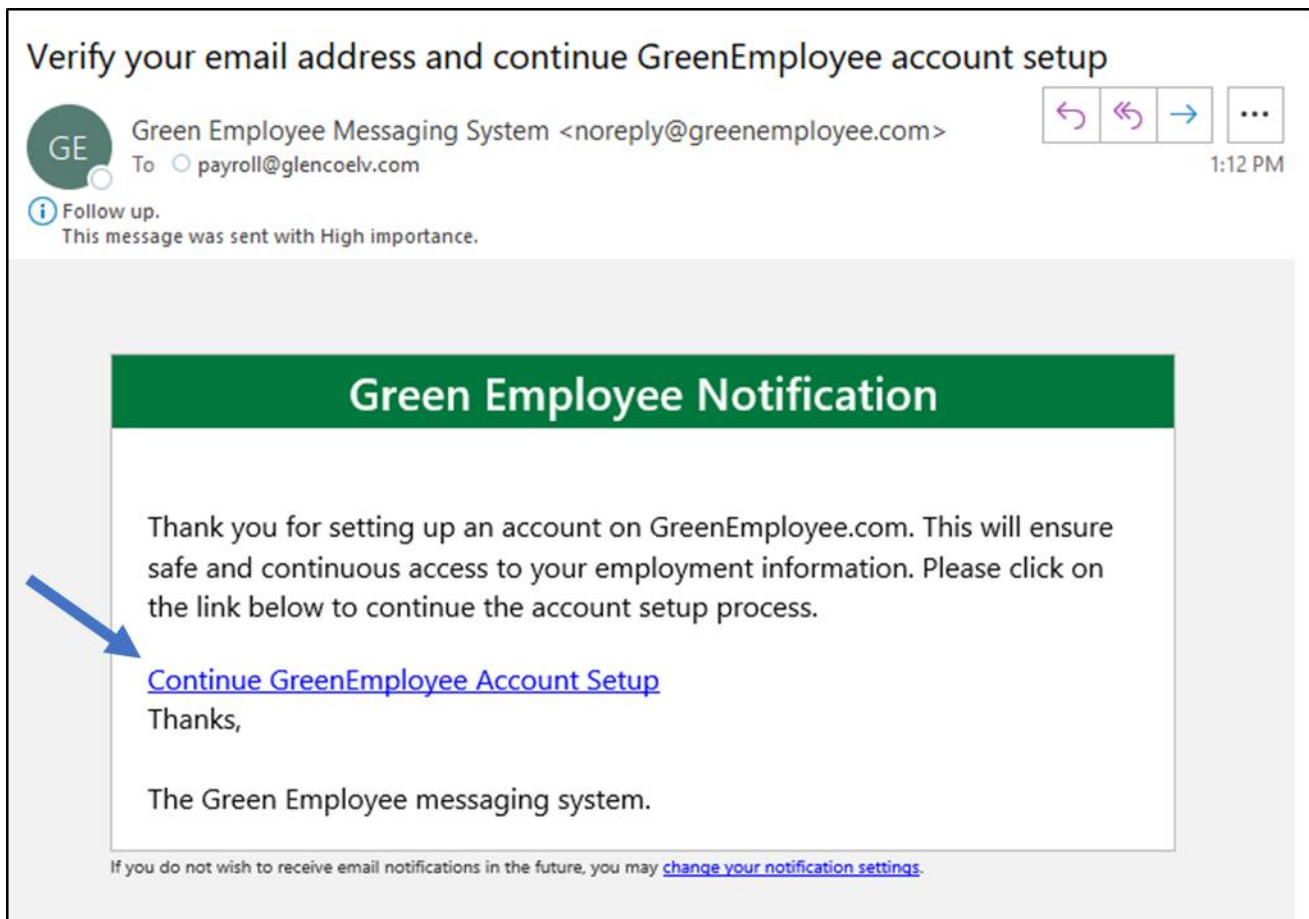 Verify your email address and continue GreenEmployee account setup
GE
Green Employee Messaging System <noreply@greenemployee.com>
To payroll@glencoelv.com
1:12 PM
Follow up.
This message was sent with High importance.
Green Employee Notification
Thank you for setting up an account on GreenEmployee.com. This will ensure
safe and continuous access to your employment information. Please click on
the link below to continue the account setup process.
Continue GreenEmployee Account Setup
Thanks,
The Green Employee messaging system.
If you do not wish to receive email notifications in the future, you may change your notification settings.